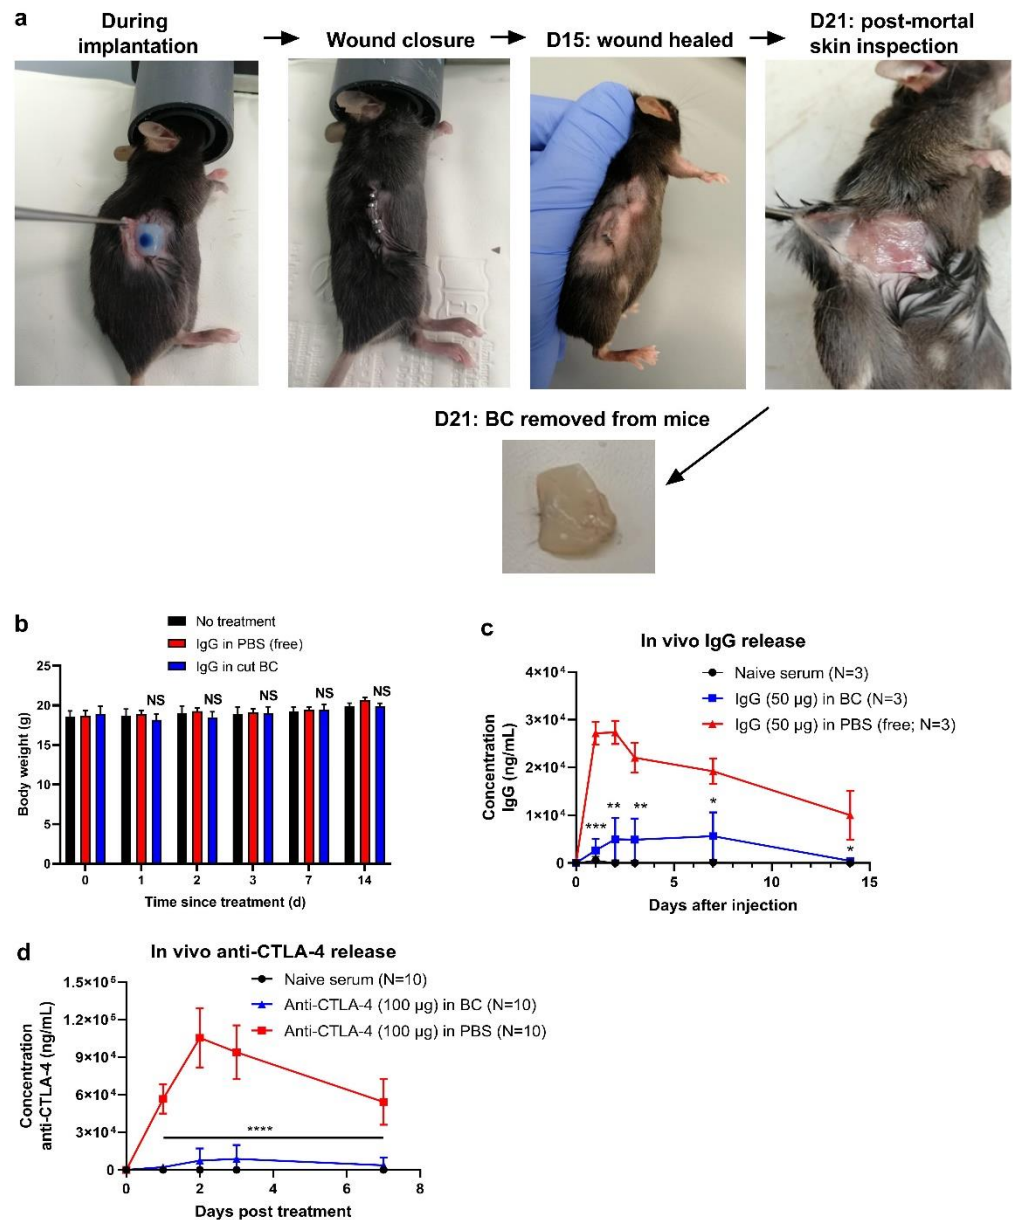 a
During
implantation
Wound closure
D15: wound healed
D21: post-mortal
skin inspection
D21: BC removed from mice
b
No treatment
IgG in PBS (free)
IgG in cut BC
Body weight (g)
25
20
15
10
5
0
NS NS NS NS NS
0 1 2 3 7 14
Time since treatment (d)
c
In vivo IgG release
Naive serum (N=3)
IgG (50 µg) in BC (N=3)
IgG (50 µg) in PBS (free; N=3)
Concentration
IgG (ng/mL)
4×10⁴
3×10⁴
2×10⁴
1×10⁴
0
*** ** ** * *
0 5 10 15
Days after injection
d
In vivo anti-CTLA-4 release
Naive serum (N=10)
Anti-CTLA-4 (100 µg) in BC (N=10)
Anti-CTLA-4 (100 µg) in PBS (N=10)
Concentration
anti-CTLA-4 (ng/mL)
1.5×10⁵
1.2×10⁵
9×10⁴
6×10⁴
3×10⁴
0
****
0 2 4 6 8
Days post treatment